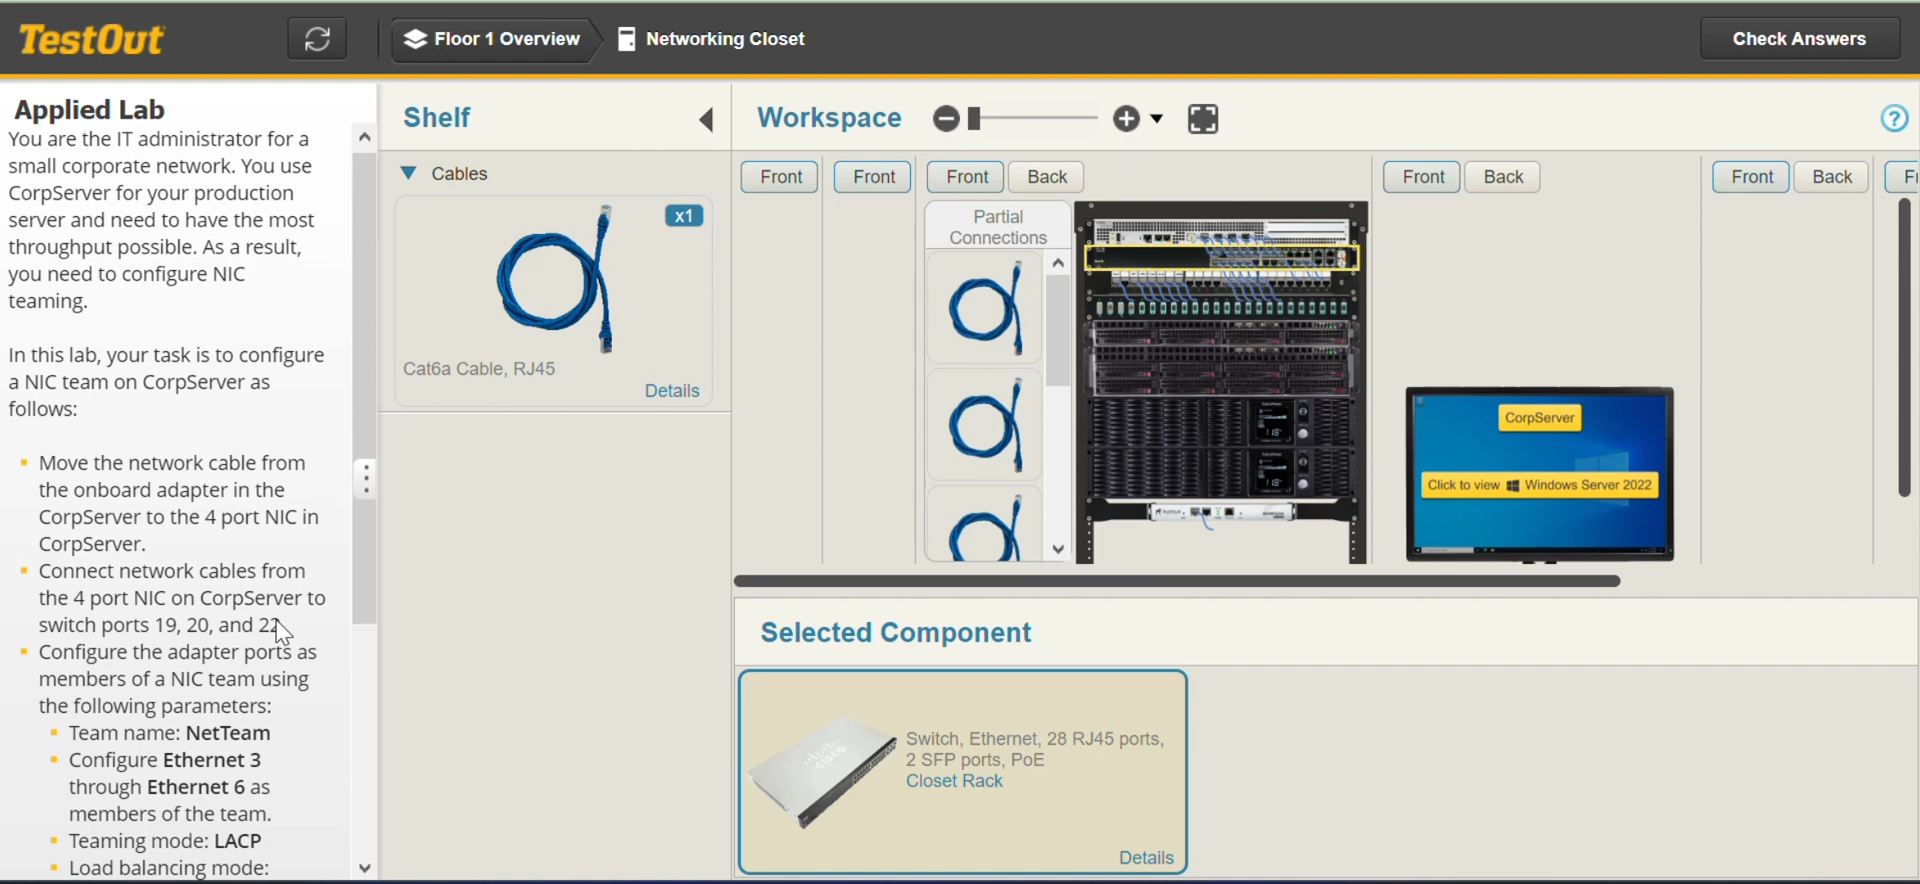 TestOut
Floor 1 Overview
Networking Closet
Check Answers
Applied Lab
You are the IT administrator for a
small corporate network. You use
CorpServer for your production
server and need to have the most
throughput possible. As a result,
you need to configure NIC
teaming.
In this lab, your task is to configure
a NIC team on CorpServer as
follows:
Move the network cable from
the onboard adapter in the
CorpServer to the 4 port NIC in
CorpServer.
Connect network cables from
the 4 port NIC on CorpServer to
switch ports 19, 20, and 22
Configure the adapter ports as
members of a NIC team using
the following parameters:
Team name: NetTeam
Configure Ethernet 3
through Ethernet 6 as
members of the team.
Teaming mode: LACP
Load balancing mode:
Shelf
Cables
x1
Cat6a Cable, RJ45
Details
Workspace
Front
Front
Front Back
Front Back
Front Back
Partial
Connections
CorpServer
Click to view Windows Server 2022
Selected Component
CISCO
Switch, Ethernet, 28 RJ45 ports,
2 SFP ports, PoE
Closet Rack
Details